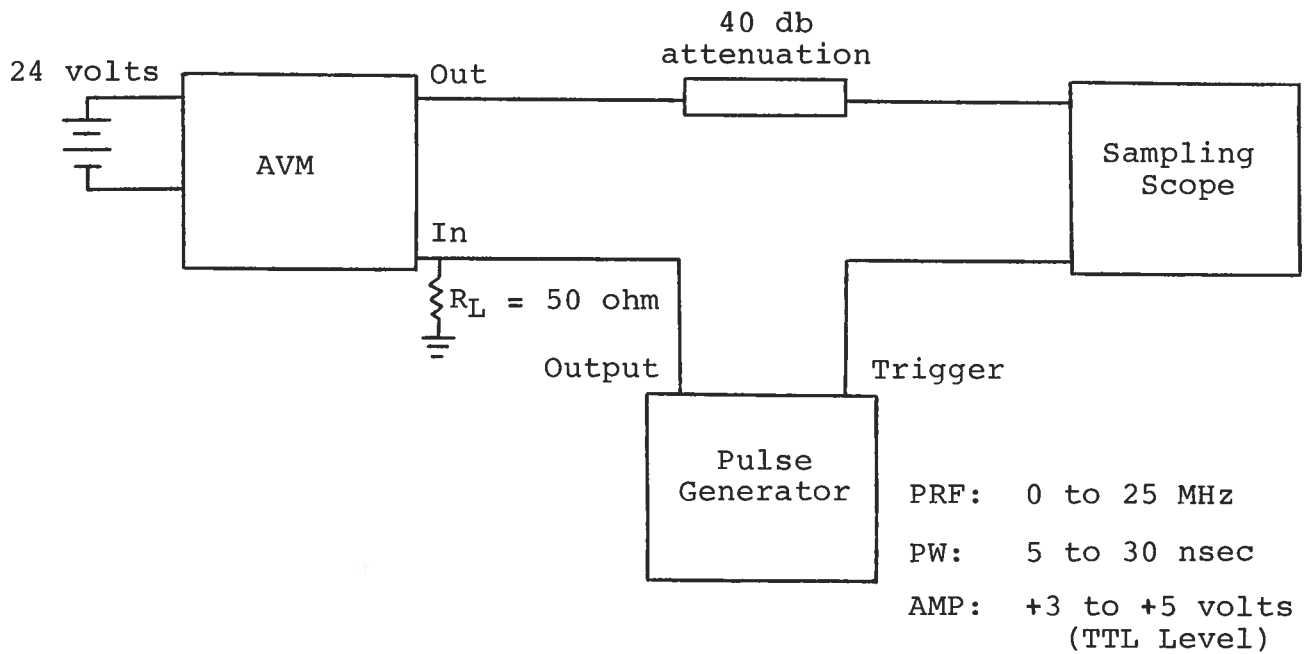 40 db
attenuation
24 volts
Out
AVM
Sampling
Scope
In
RL = 50 ohm
Output
Trigger
Pulse
Generator
PRF: 0 to 25 MHz
PW: 5 to 30 nsec
AMP: +3 to +5 volts
(TTL Level)